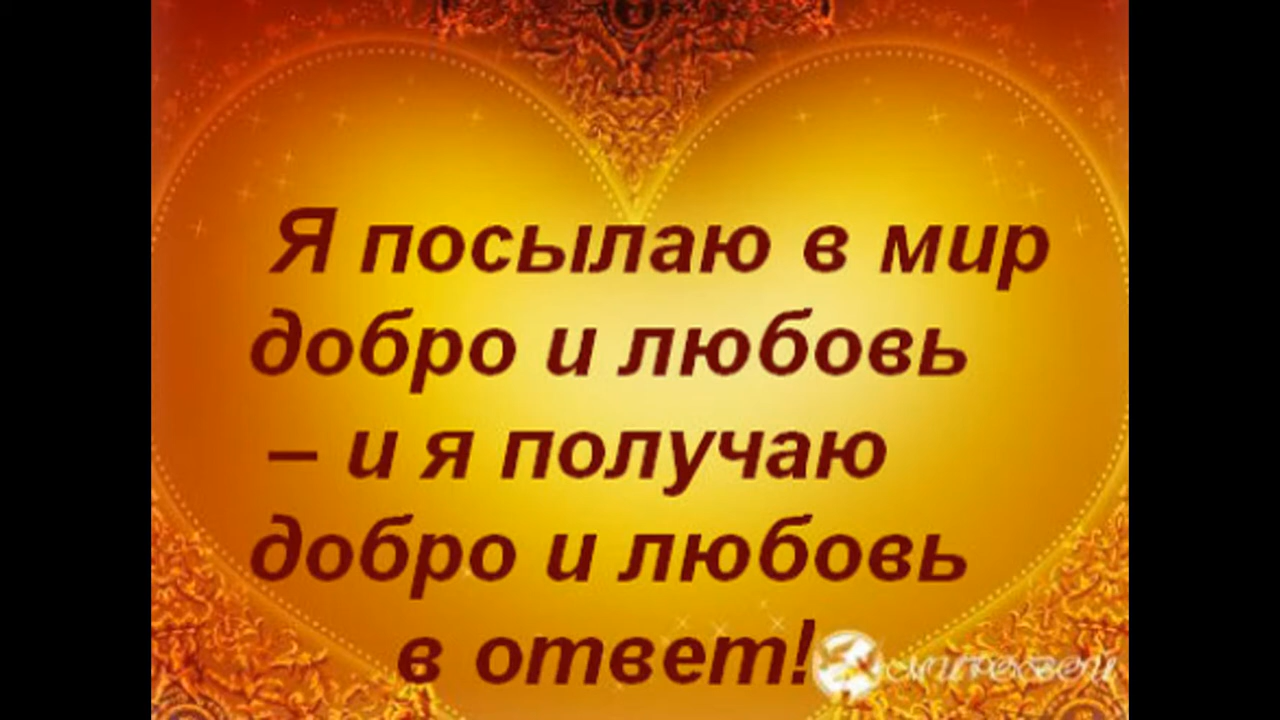 Я посылаю в мир
добро и любовь
– и я получаю
добро и любовь
в ответ!